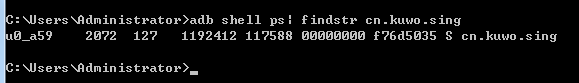 C:\Users\Administrator>adb shell ps| findstr cn.kuwo.sing
u0_a59    2072  127   1192412 117588 00000000 f76d5035 S cn.kuwo.sing
C:\Users\Administrator>_